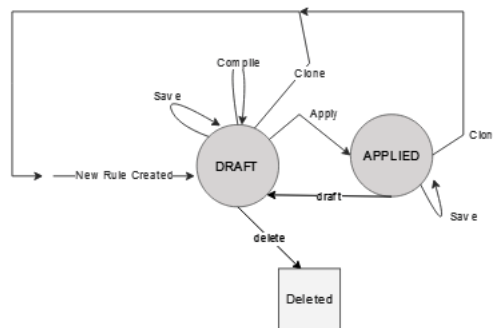 Compile
Clone
Save
Apply
DRAFT
APPLIED
Clon
New Rule Created
draft
Save
delete
Deleted